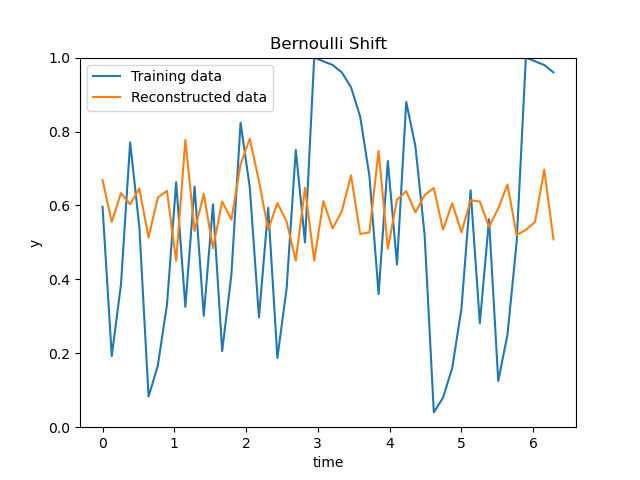 Bernoulli Shift
Training data
Reconstructed data
1.0
0.8
0.6
0.4
0.2
0.0
y
0 1 2 3 4 5 6
time